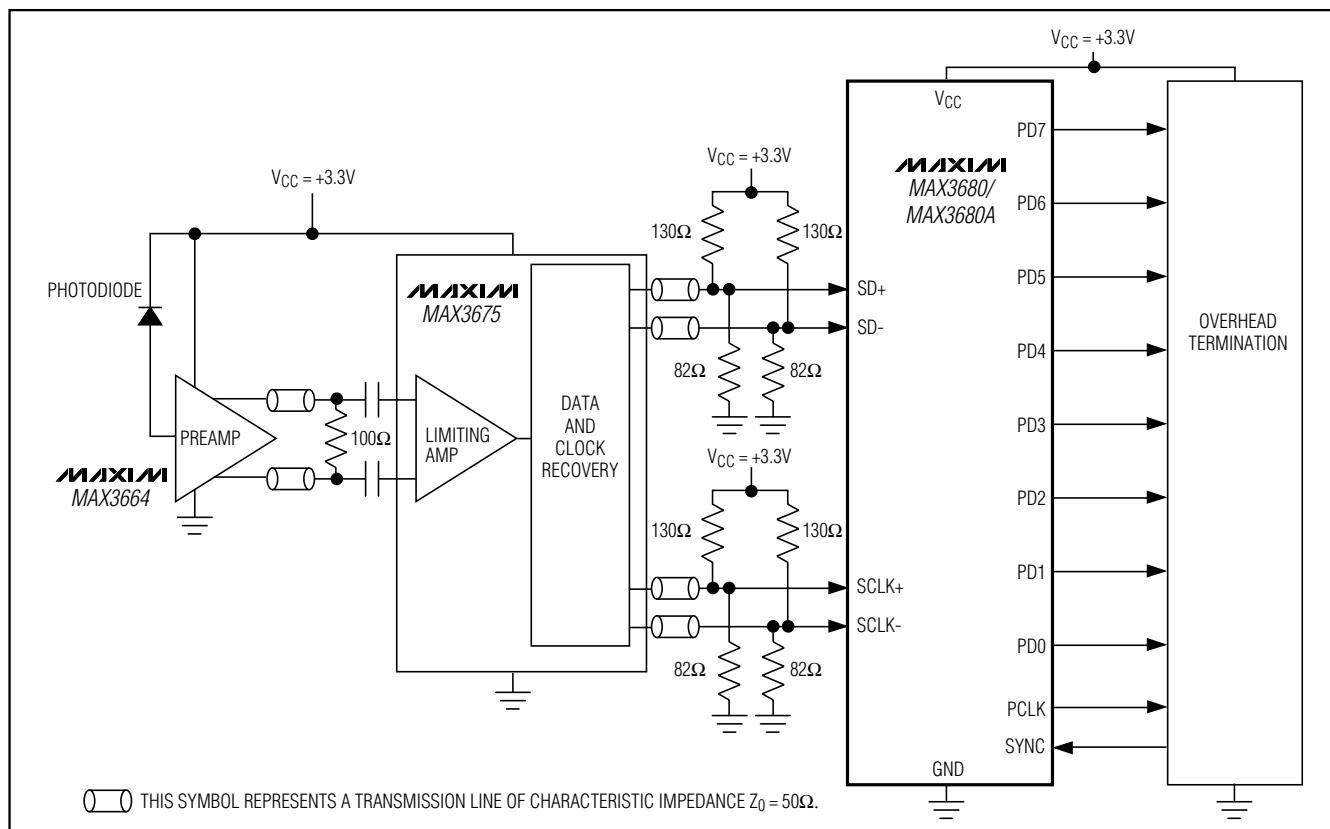 VCC = +3.3V
VCC
PD7
MAXIM
MAX3680/
MAX3680A
PD6
PD5
PD4
PD3
PD2
PD1
PD0
PCLK
SYNC
GND
OVERHEAD
TERMINATION
VCC = +3.3V
130Ω
130Ω
SD+
SD-
82Ω
82Ω
VCC = +3.3V
130Ω
130Ω
SCLK+
SCLK-
82Ω
82Ω
VCC = +3.3V
PHOTODIODE
MAXIM
MAX3675
PREAMP
MAXIM
MAX3664
100Ω
LIMITING
AMP
DATA
AND
CLOCK
RECOVERY
THIS SYMBOL REPRESENTS A TRANSMISSION LINE OF CHARACTERISTIC IMPEDANCE Z0 = 50Ω.